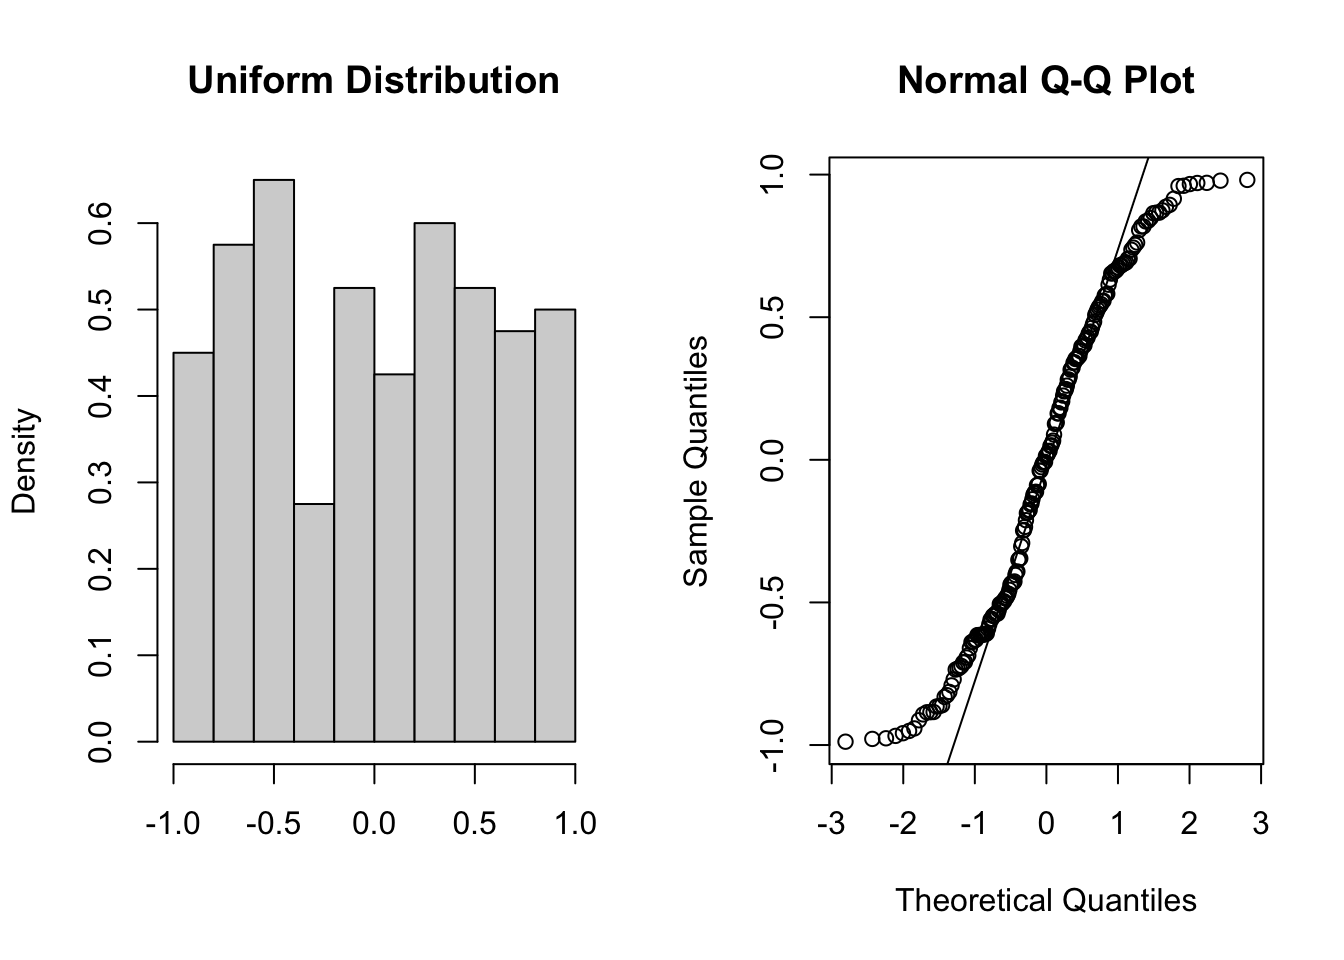 Uniform Distribution
Density
0.0 0.1 0.2 0.3 0.4 0.5 0.6
-1.0 -0.5 0.0 0.5 1.0
Normal Q-Q Plot
Sample Quantiles
-1.0 -0.5 0.0 0.5 1.0
-3 -2 -1 0 1 2 3
Theoretical Quantiles